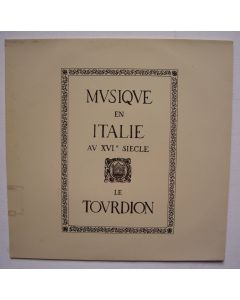 MVSIQVE
EN
ITALIE
AV XVIᵉ SIECLE
LE
TOVRDION